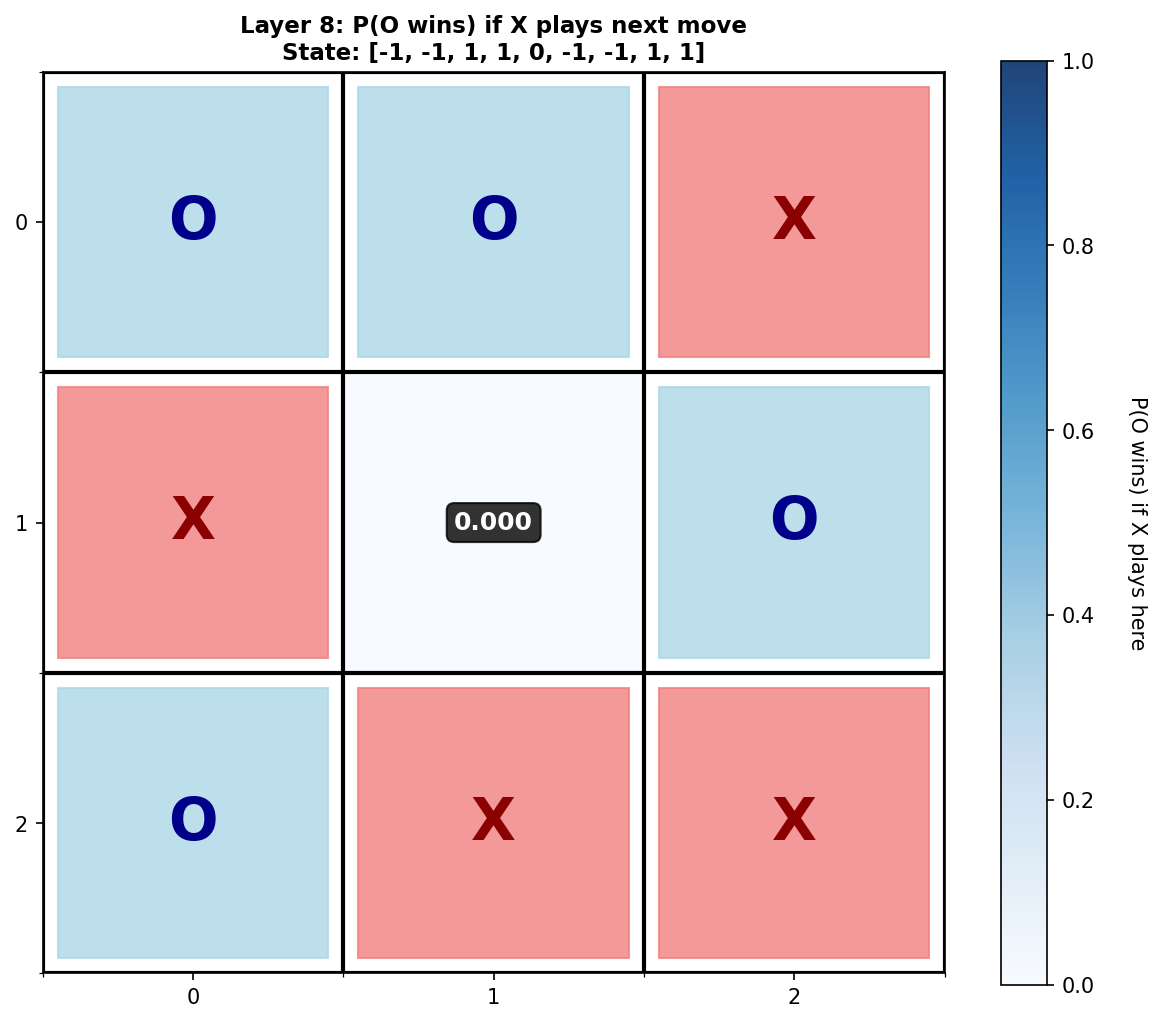 Layer 8: P(O wins) if X plays next move
State: [-1, -1, 1, 1, 0, -1, -1, 1, 1]
0
O
O
X
1
X
0.000
O
2
O
X
X
0
1
2
1.0
0.8
0.6
0.4
0.2
0.0
P(O wins) if X plays here